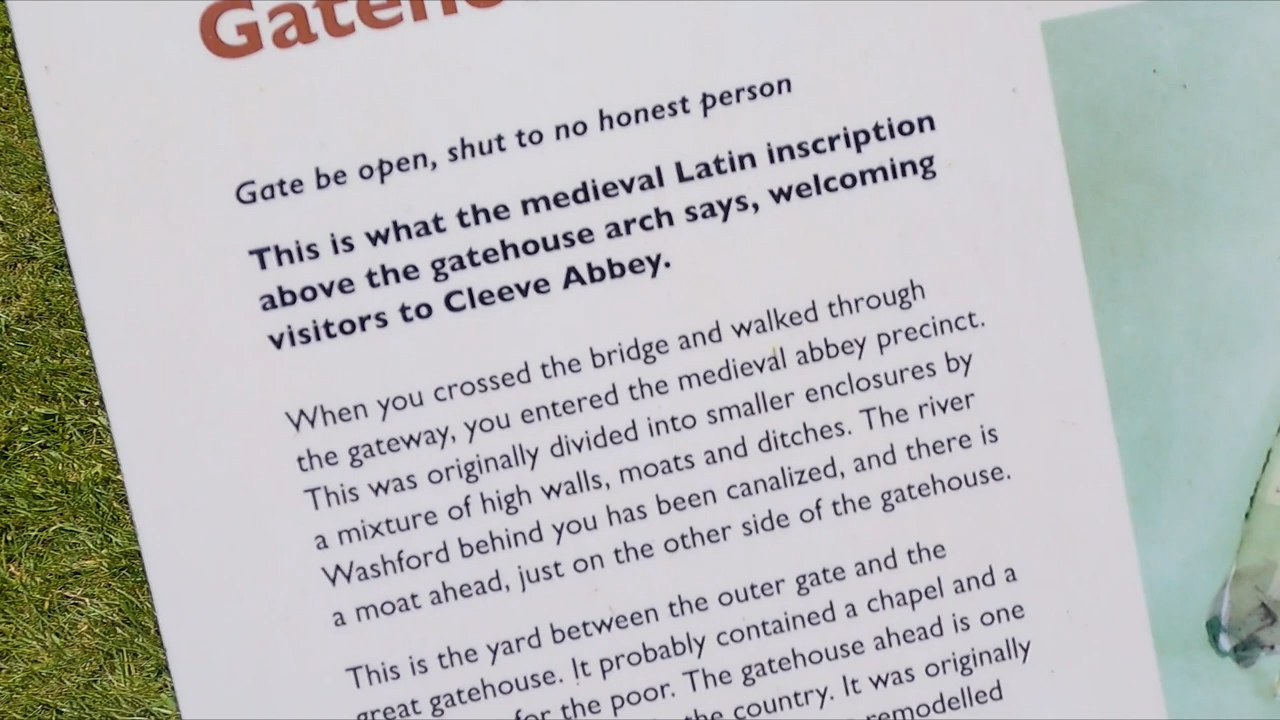 Gate be open, shut to no honest person
This is what the medieval Latin inscription
above the gatehouse arch says, welcoming
visitors to Cleeve Abbey.
When you crossed the bridge and walked through
the gateway, you entered the medieval abbey precinct.
This was originally divided into smaller enclosures by
a mixture of high walls, moats and ditches. The river
Washford behind you has been canalized, and there is
a moat ahead, just on the other side of the gatehouse.
This is the yard between the outer gate and the
great gatehouse. It probably contained a chapel and a
for the poor. The gatehouse ahead is one
the country. It was originally
remodelled